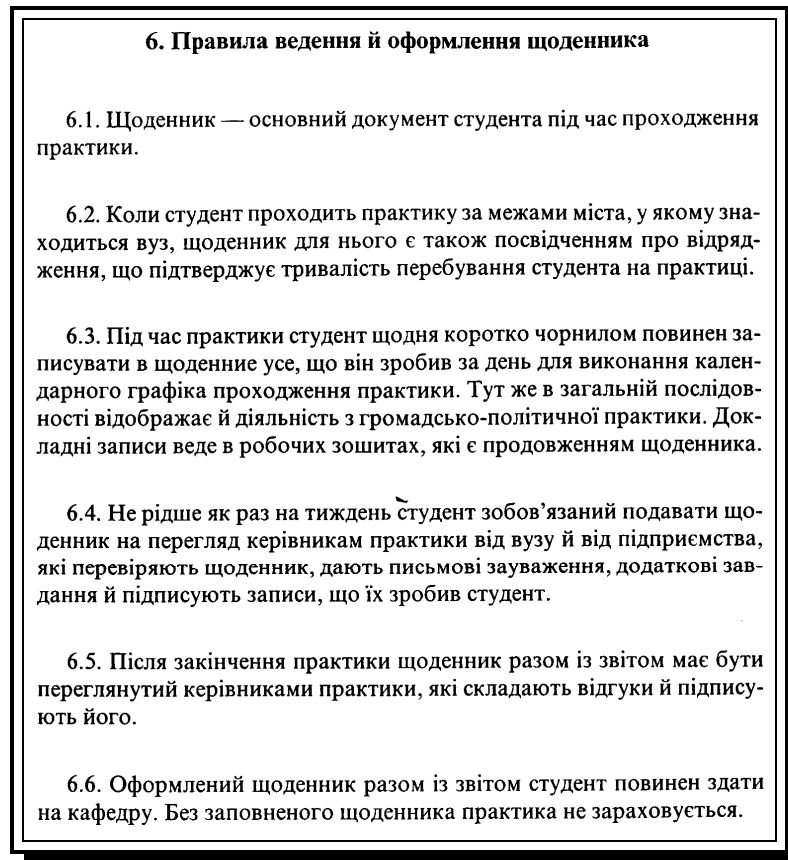 6. Правила ведення й оформлення щоденника
6.1. Щоденник — основний документ студента під час проходження
практики.
6.2. Коли студент проходить практику за межами міста, у якому зна-
ходиться вуз, щоденник для нього є також посвідченням про відряд-
ження, що підтверджує тривалість перебування студента на практиці.
6.3. Під час практики студент щодня коротко чорнилом повинен за-
писувати в щоденние усе, що він зробив за день для виконання кален-
дарного графіка проходження практики. Тут же в загальній послідов-
ності відображає й діяльність з громадсько-політичної практики. Док-
ладні записи веде в робочих зошитах, які є продовженням щоденника.
6.4. Не рідше як раз на тиждень студент зобов’язаний подавати що-
денник на перегляд керівникам практики від вузу й від підприємства,
які перевіряють щоденник, дають письмові зауваження, додаткові зав-
дання й підписують записи, що їх зробив студент.
6.5. Після закінчення практики щоденник разом із звітом має бути
переглянутий керівниками практики, які складають відгуки й підпису-
ють його.
6.6. Оформлений щоденник разом із звітом студент повинен здати
на кафедру. Без заповненого щоденника практика не зараховується.